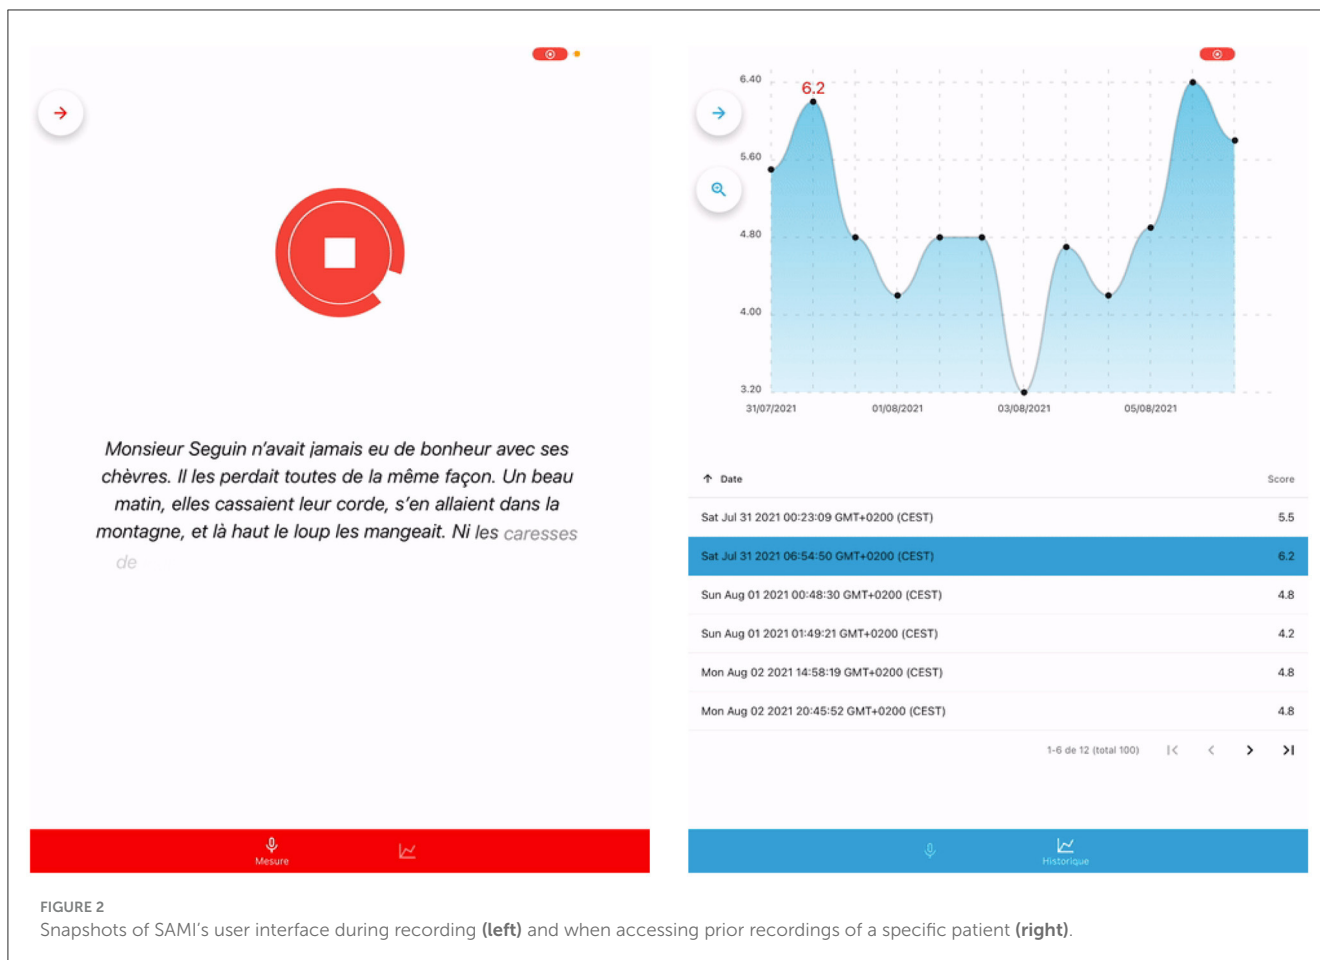 Monsieur Seguin n'avait jamais eu de bonheur avec ses
chèvres. Il les perdait toutes de la même façon. Un beau
matin, elles cassaient leur corde, s'en allaient dans la
montagne, et là haut le loup les mangeait. Ni les caresses
de
Mesure
6.40
6.2
5.60
4.80
4.00
3.20
31/07/2021 01/08/2021 03/08/2021 05/08/2021
Date Score
Sat Jul 31 2021 00:23:09 GMT+0200 (CEST) 5.5
Sat Jul 31 2021 06:54:50 GMT+0200 (CEST) 6.2
Sun Aug 01 2021 00:48:30 GMT+0200 (CEST) 4.8
Sun Aug 01 2021 01:49:21 GMT+0200 (CEST) 4.2
Mon Aug 02 2021 14:58:19 GMT+0200 (CEST) 4.8
Mon Aug 02 2021 20:45:52 GMT+0200 (CEST) 4.8
1-6 de 12 (total 100)
Historique
FIGURE 2
Snapshots of SAMI's user interface during recording (left) and when accessing prior recordings of a specific patient (right).